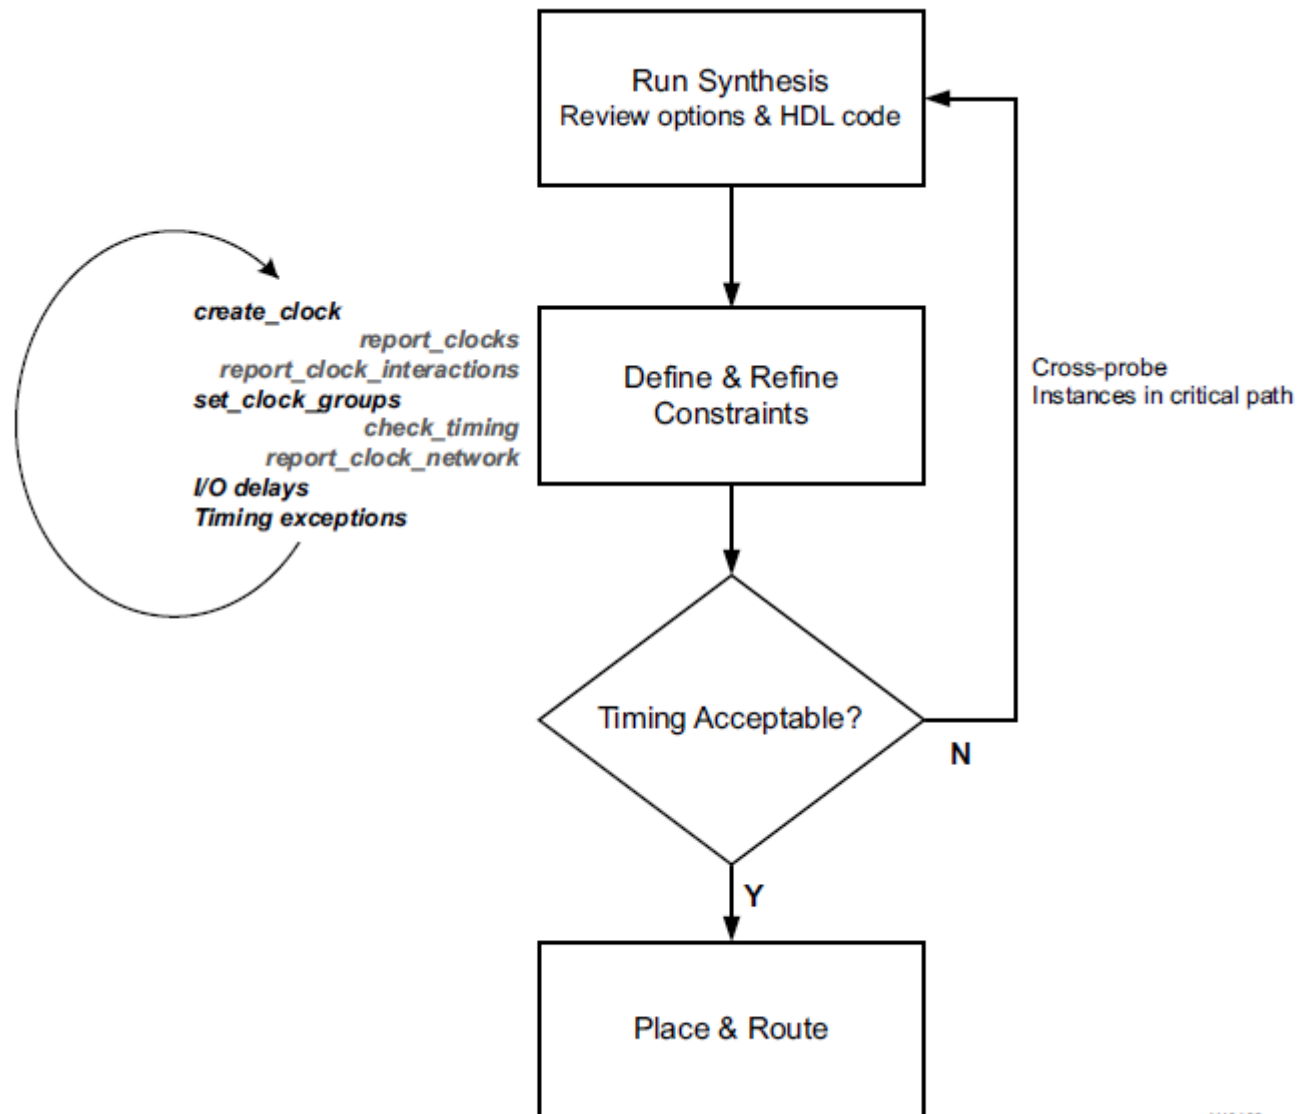 Run Synthesis
Review options & HDL code
create_clock
report_clocks
report_clock_interactions
set_clock_groups
check_timing
report_clock_network
I/O delays
Timing exceptions
Define & Refine
Constraints
Cross-probe
Instances in critical path
Timing Acceptable?
N
Y
Place & Route